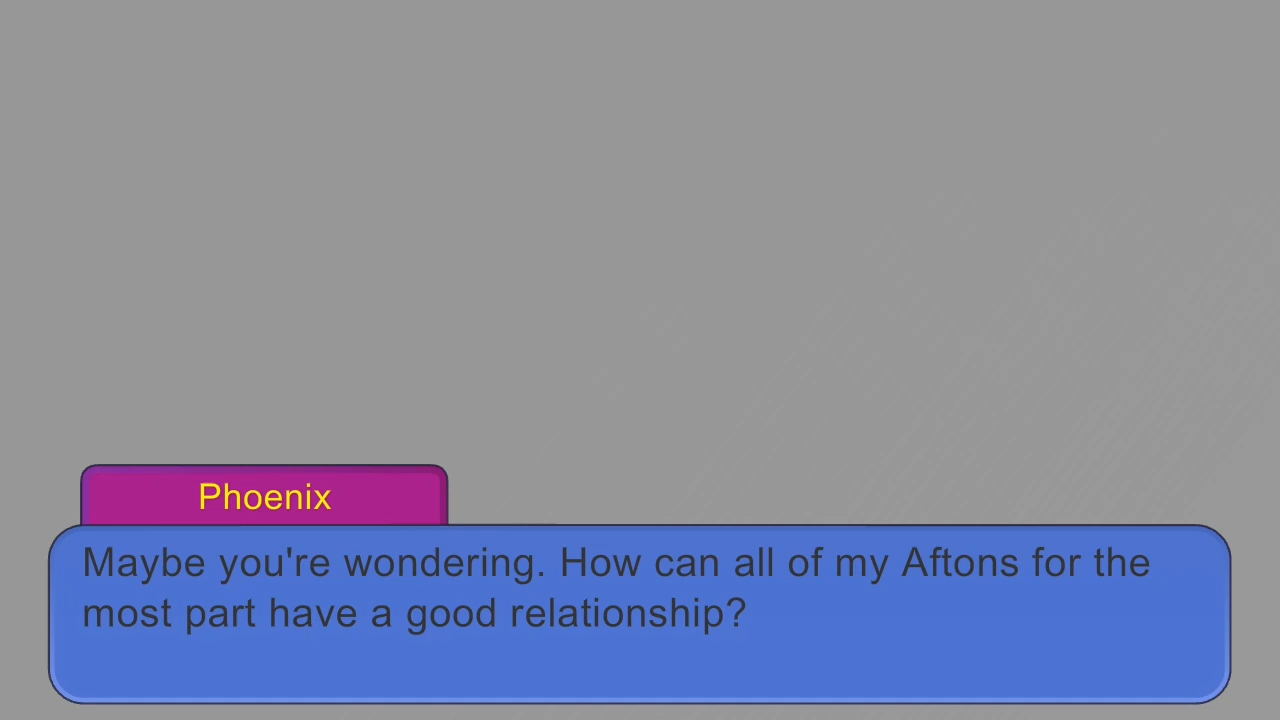 Phoenix
Maybe you're wondering. How can all of my Aftons for the
most part have a good relationship?